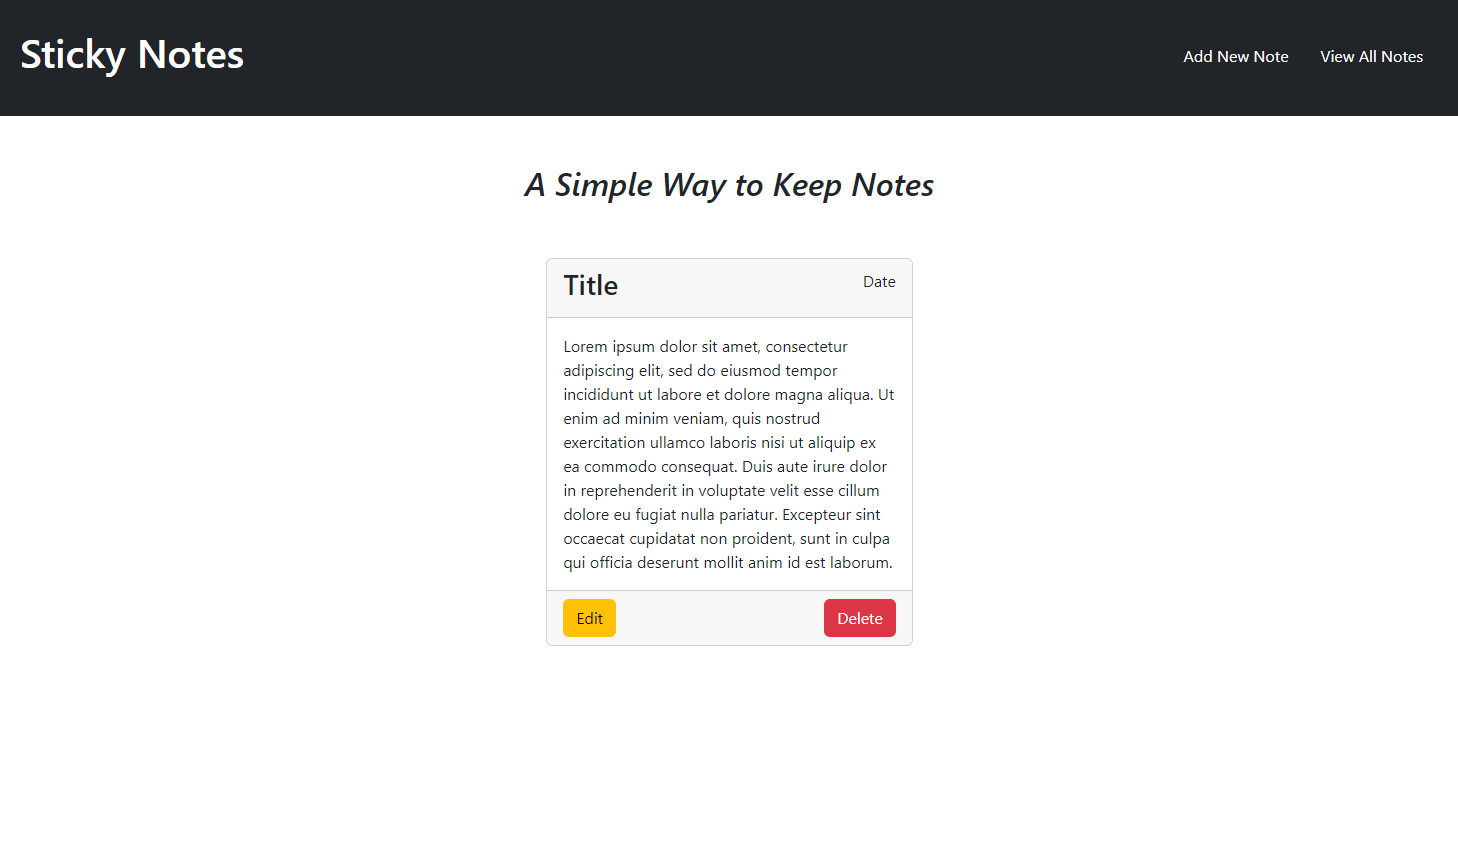 Sticky Notes
Add New Note
View All Notes
A Simple Way to Keep Notes
Title
Date
Lorem ipsum dolor sit amet, consectetur
adipiscing elit, sed do eiusmod tempor
incididunt ut labore et dolore magna aliqua. Ut
enim ad minim veniam, quis nostrud
exercitation ullamco laboris nisi ut aliquip ex
ea commodo consequat. Duis aute irure dolor
in reprehenderit in voluptate velit esse cillum
dolore eu fugiat nulla pariatur. Excepteur sint
occaecat cupidatat non proident, sunt in culpa
qui officia deserunt mollit anim id est laborum.
Edit
Delete